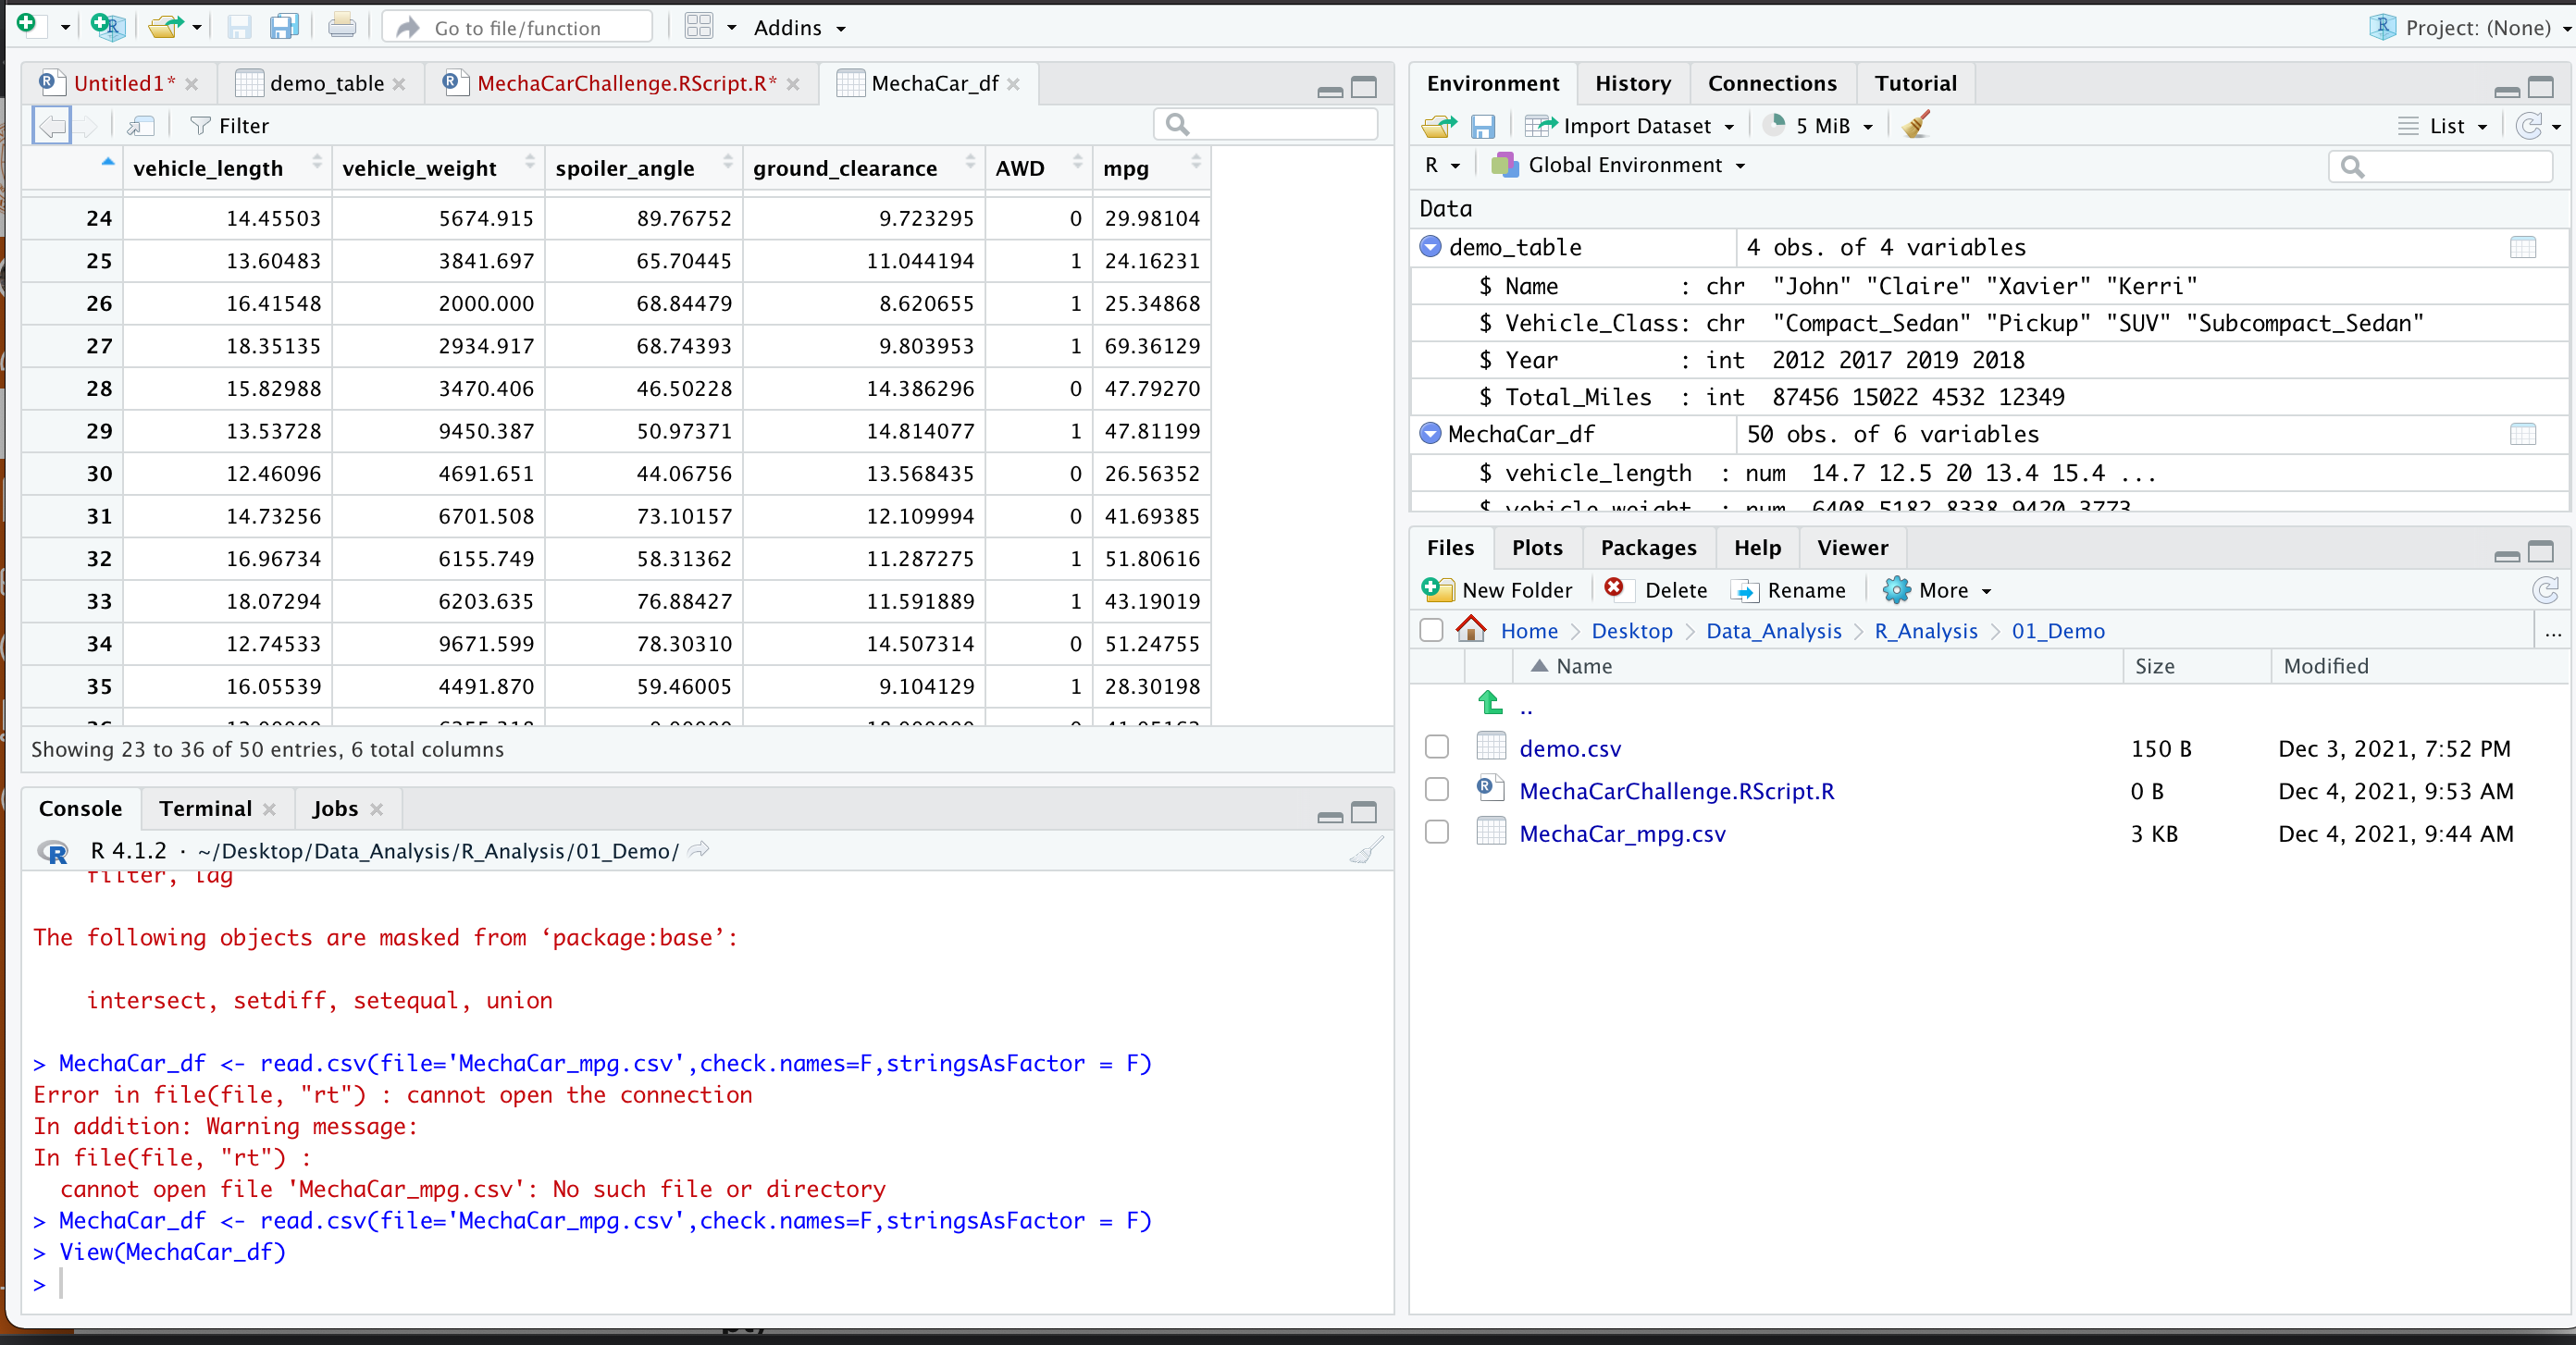 Go to file/function
Addins
Project: (None)
Untitled1*
demo_table
MechaCarChallenge.RScript.R*
MechaCar_df
Filter
vehicle_length vehicle_weight spoiler_angle ground_clearance AWD mpg
24 14.45503 5674.915 89.76752 9.723295 0 29.98104
25 13.60483 3841.697 65.70445 11.044194 1 24.16231
26 16.41548 2000.000 68.84479 8.620655 1 25.34868
27 18.35135 2934.917 68.74393 9.803953 1 69.36129
28 15.82988 3470.406 46.50228 14.386296 0 47.79270
29 13.53728 9450.387 50.97371 14.814077 1 47.81199
30 12.46096 4691.651 44.06756 13.568435 0 26.56352
31 14.73256 6701.508 73.10157 12.109994 0 41.69385
32 16.96734 6155.749 58.31362 11.287275 1 51.80616
33 18.07294 6203.635 76.88427 11.591889 1 43.19019
34 12.74533 9671.599 78.30310 14.507314 0 51.24755
35 16.05539 4491.870 59.46005 9.104129 1 28.30198
Showing 23 to 36 of 50 entries, 6 total columns
Console Terminal Jobs
R 4.1.2 · ~/Desktop/Data_Analysis/R_Analysis/01_Demo/
filter, lag
The following objects are masked from ‘package:base’:
intersect, setdiff, setequal, union
> MechaCar_df <- read.csv(file='MechaCar_mpg.csv',check.names=F,stringsAsFactor = F)
Error in file(file, "rt") : cannot open the connection
In addition: Warning message:
In file(file, "rt") :
cannot open file 'MechaCar_mpg.csv': No such file or directory
> MechaCar_df <- read.csv(file='MechaCar_mpg.csv',check.names=F,stringsAsFactor = F)
> View(MechaCar_df)
>
Environment History Connections Tutorial
Import Dataset 5 MiB List
R Global Environment
Data
demo_table 4 obs. of 4 variables
$ Name : chr "John" "Claire" "Xavier" "Kerri"
$ Vehicle_Class: chr "Compact_Sedan" "Pickup" "SUV" "Subcompact_Sedan"
$ Year : int 2012 2017 2019 2018
$ Total_Miles : int 87456 15022 4532 12349
MechaCar_df 50 obs. of 6 variables
$ vehicle_length : num 14.7 12.5 20 13.4 15.4 ...
$ vehicle_weight : num 6408 5182 8338 9420 3773
Files Plots Packages Help Viewer
New Folder Delete Rename More
Home Desktop Data_Analysis R_Analysis 01_Demo ...
Name Size Modified
..
demo.csv 150 B Dec 3, 2021, 7:52 PM
MechaCarChallenge.RScript.R 0 B Dec 4, 2021, 9:53 AM
MechaCar_mpg.csv 3 KB Dec 4, 2021, 9:44 AM